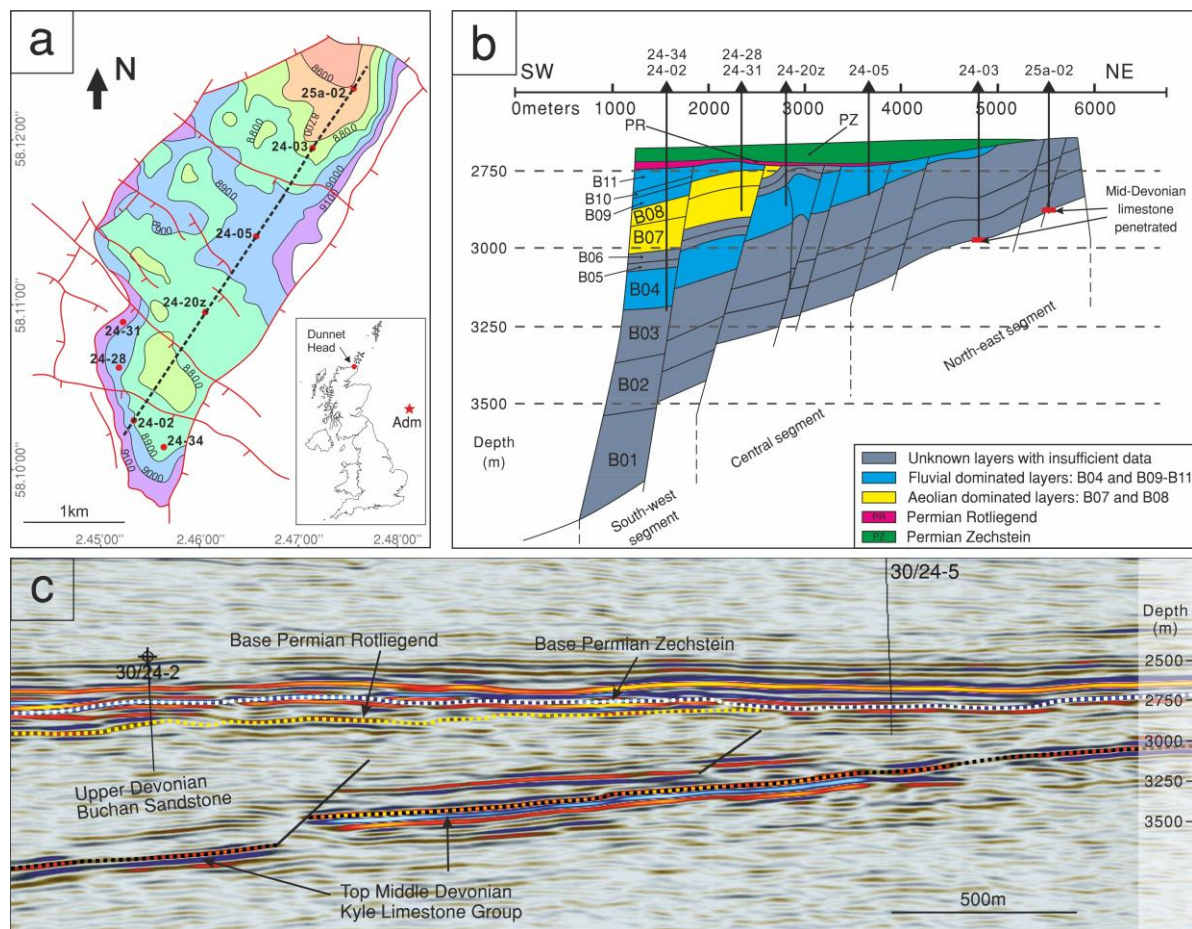 a
N
8600
25a-02
8700
8800
24-03
8800
9000
9100
8900
8900
24-05
24-20z
24-31
24-28
8800
24-02
24-34
8900
9000
9100
58.12'00"
58.11'00"
58.10'00"
1km
2.45'00"
2.46'00"
2.47'00"
2.48'00"
Dunnet
Head
Adm
b
SW
24-34
24-02
24-28
24-31
24-20z
24-05
24-03
25a-02
NE
0meters
1000
2000
3000
4000
5000
6000
PR
PZ
2750
3000
3250
3500
Depth
(m)
B11
B10
B09
B08
B07
B06
B05
B04
B03
B02
B01
Mid-Devonian
limestone
penetrated
North-east segment
Central segment
South-west
segment
Unknown layers with insufficient data
Fluvial dominated layers: B04 and B09-B11
Aeolian dominated layers: B07 and B08
PR Permian Rotliegend
PZ Permian Zechstein
c
30/24-5
Base Permian Rotliegend
Base Permian Zechstein
30/24-2
Depth
(m)
2500
2750
3000
3250
3500
Upper Devonian
Buchan Sandstone
Top Middle Devonian
Kyle Limestone Group
500m